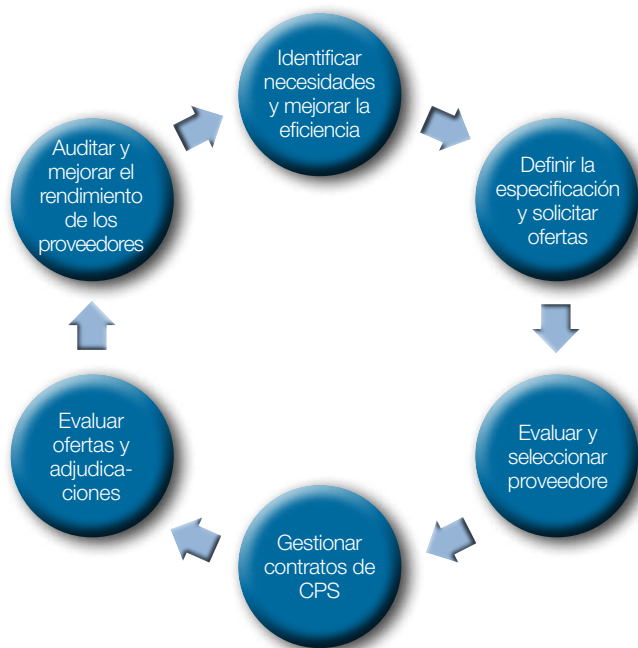 Identificar
necesidades
y mejorar la
eficiencia
Definir la
especificación
y solicitar
ofertas
Evaluar y
seleccionar
proveedore
Gestionar
contratos de
CPS
Evaluar
ofertas y
adjudica-
ciones
Auditar y
mejorar el
rendimiento
de los
proveedores